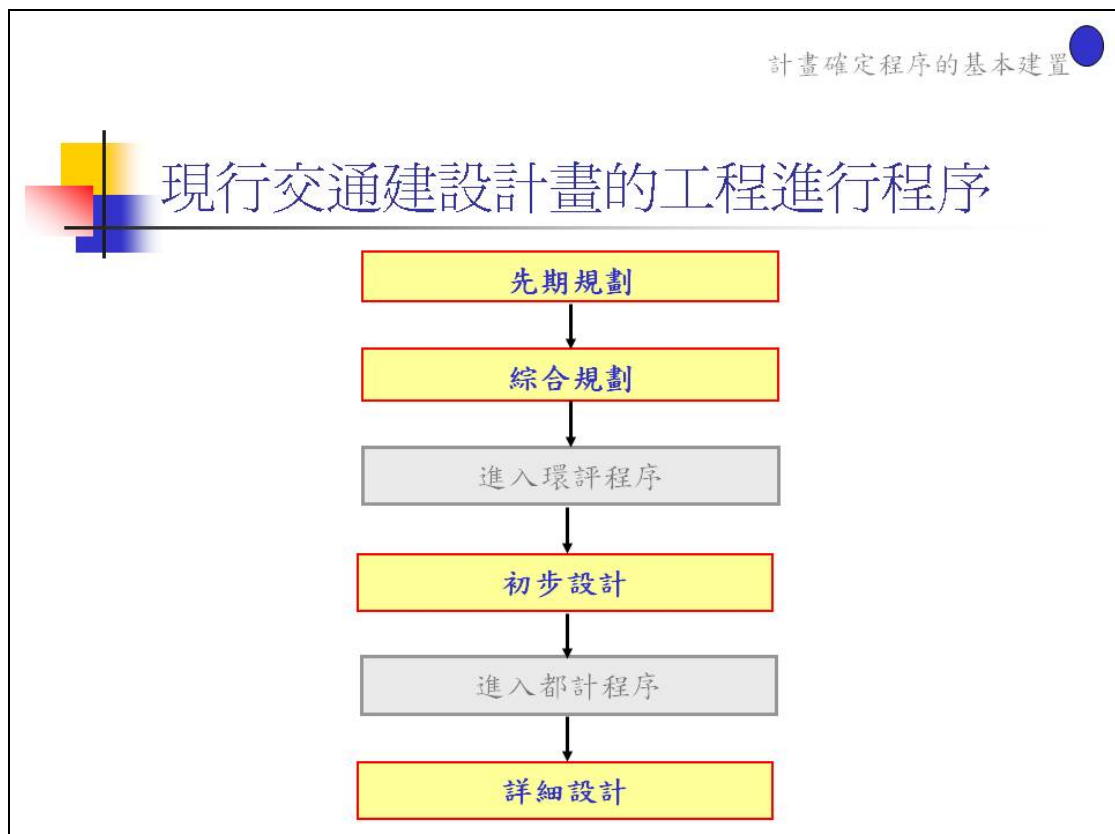 計畫確定程序的基本建置
現行交通建設計畫的工程進行程序
先期規劃
綜合規劃
進入環評程序
初步設計
進入都計程序
詳細設計